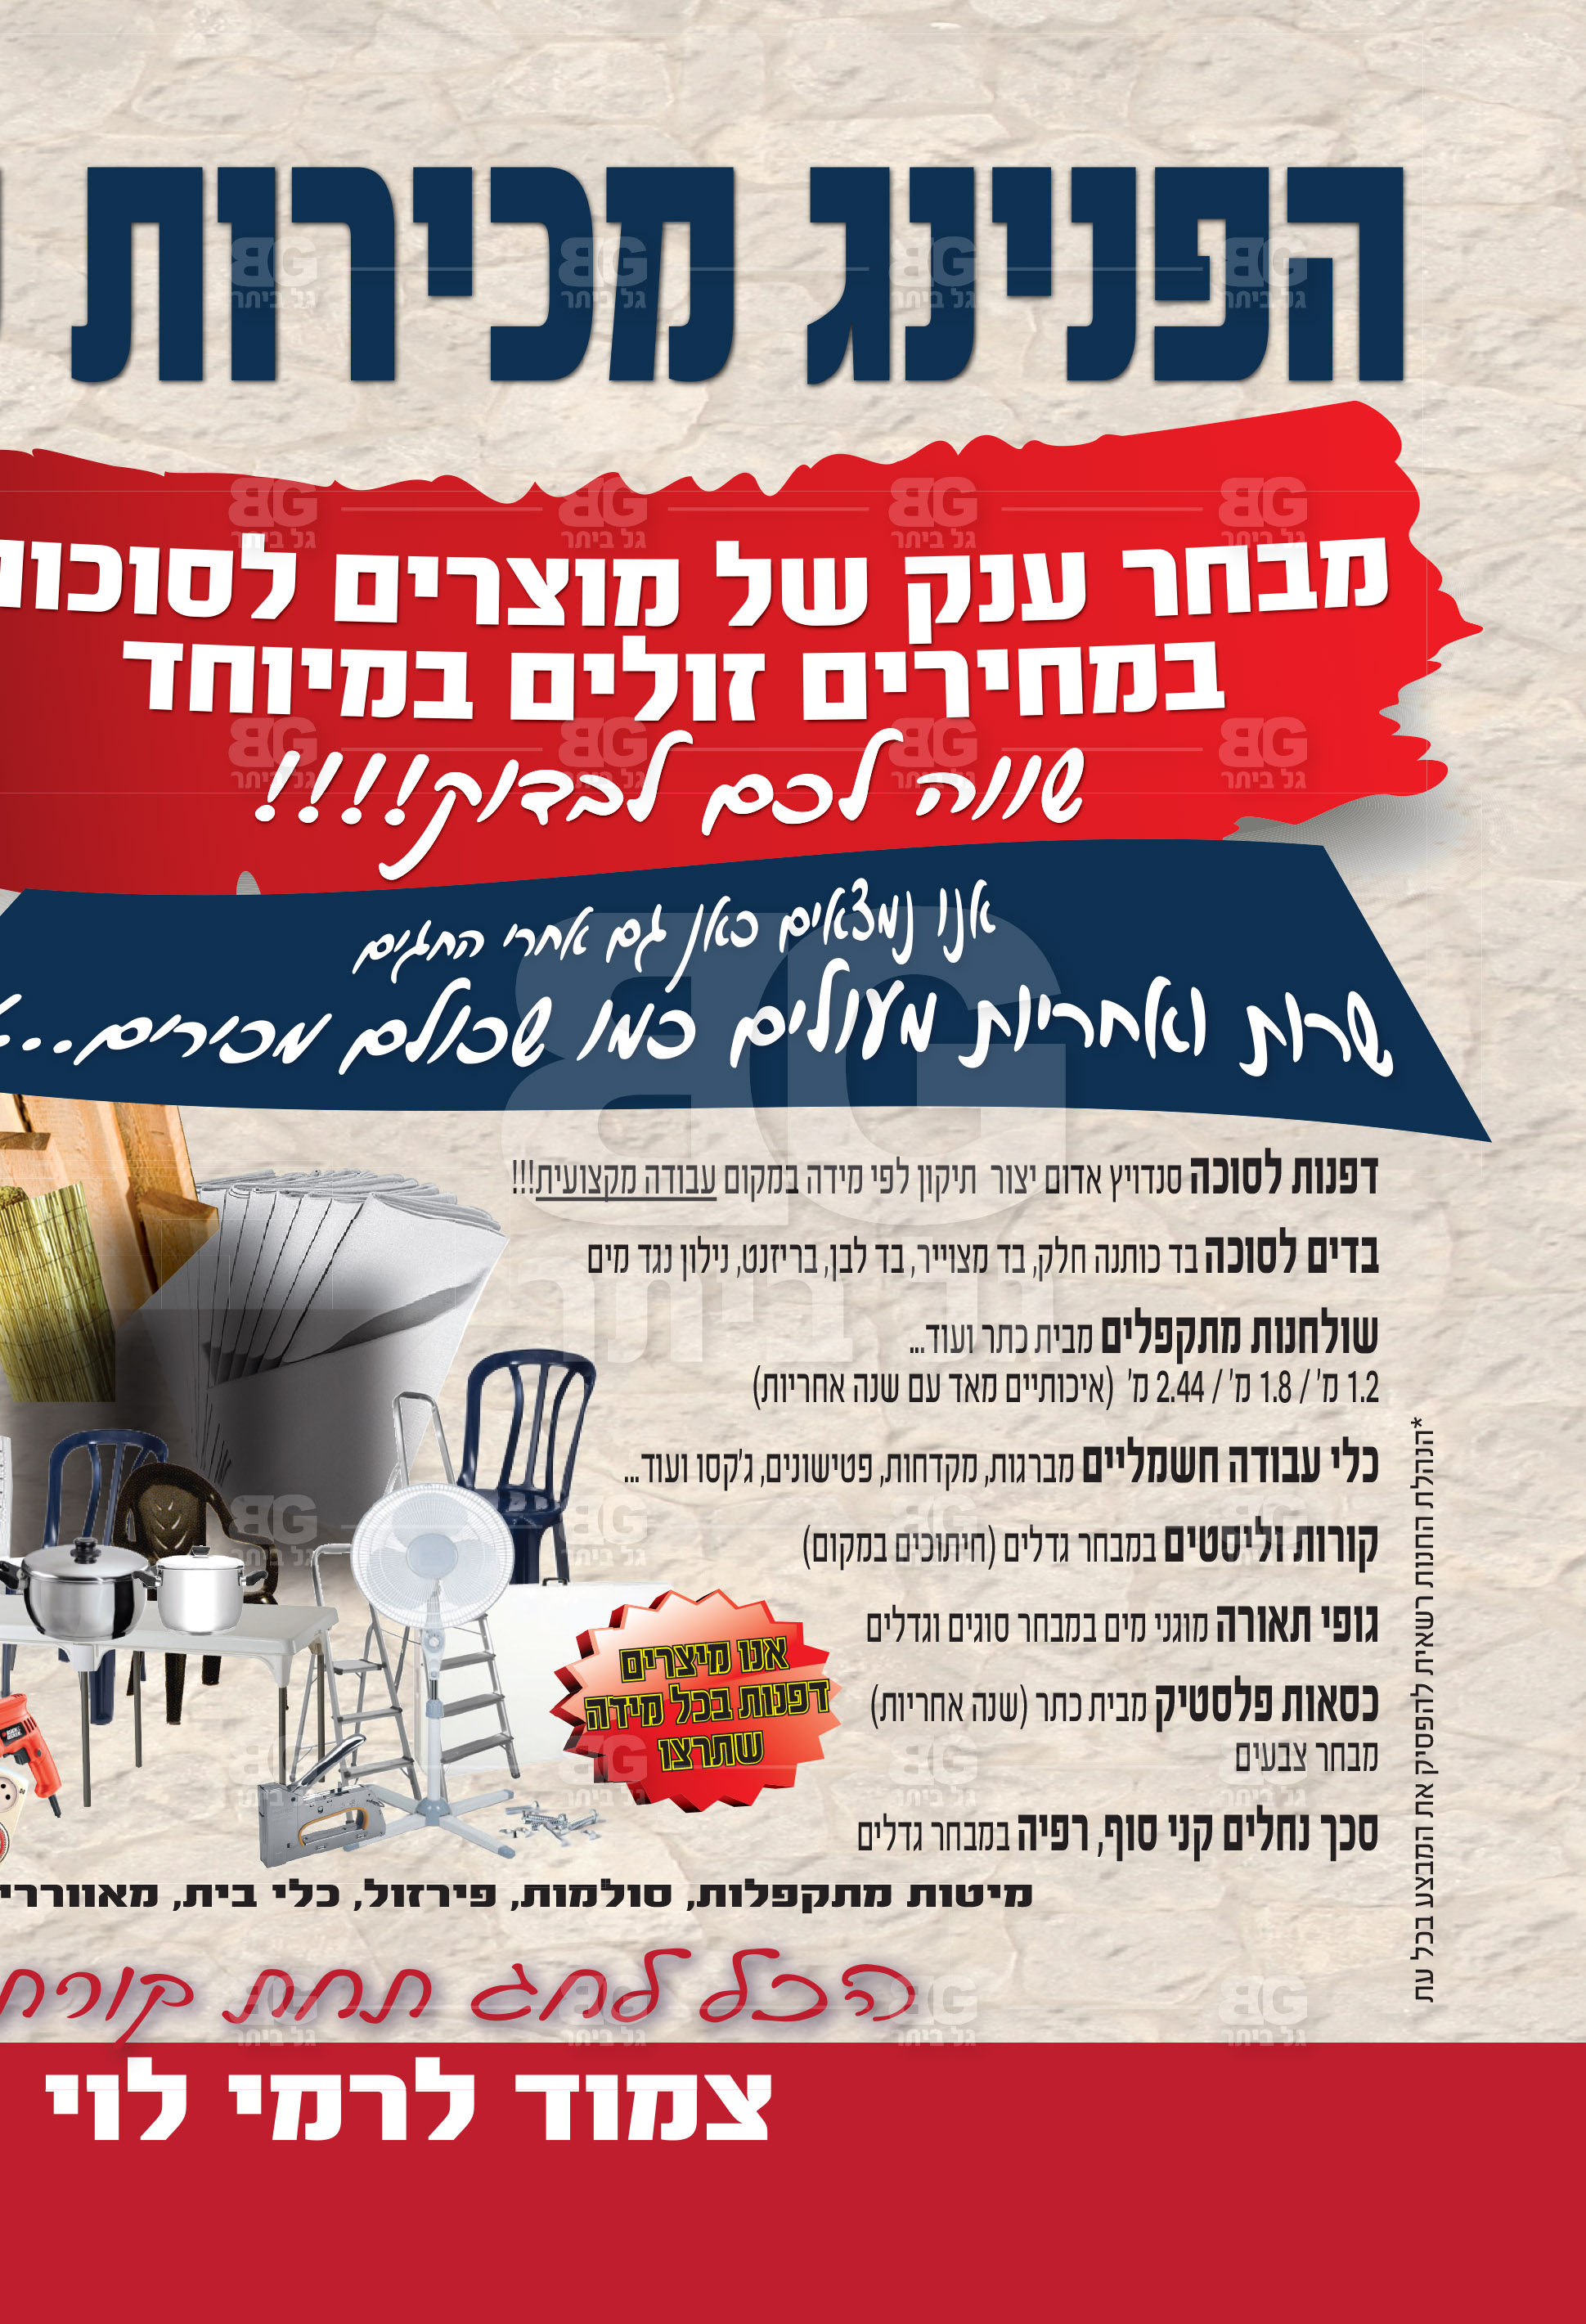 הפנינג מכירות
מבחר ענק של מוצרים לסוכות
במחירים זולים במיוחד
שווה לכם לבדוק!!!!
אנו נמצאים כאן גם אחרי החגים
שרות ואחריות מעולים כמו שכולם מכירים...
דפנות לסוכה סנדויץ אדום יצור תיקון לפי מידה במקום עבודה מקצועית!!!
בדים לסוכה בד כותנה חלק, בד מצוייר, בד לבן, בריזנט, נילון נגד מים
שולחנות מתקפלים מבית כתר ועוד...
1.2 מ' / 1.8 מ' / 2.44 מ' (איכותיים מאד עם שנה אחריות)
כלי עבודה חשמליים מברגות, מקדחות, פטישונים, ג'קסו ועוד...
קורות וליסטים במבחר גדלים (חיתוכים במקום)
גופי תאורה מוגני מים במבחר סוגים וגדלים
כסאות פלסטיק מבית כתר (שנה אחריות)
מבחר צבעים
סכך נחלים קני סוף, רפיה במבחר גדלים
אנו מיצרים
דפנות בכל מידה
שתרצו
מיטות מתקפלות, סולמות, פירזול, כלי בית, מאווררי
הכל לחג תחת קורת
צמוד לרמי לוי
*הנהלת החנות רשאית להפסיק את המבצע בכל עת
BG
גל ביתר